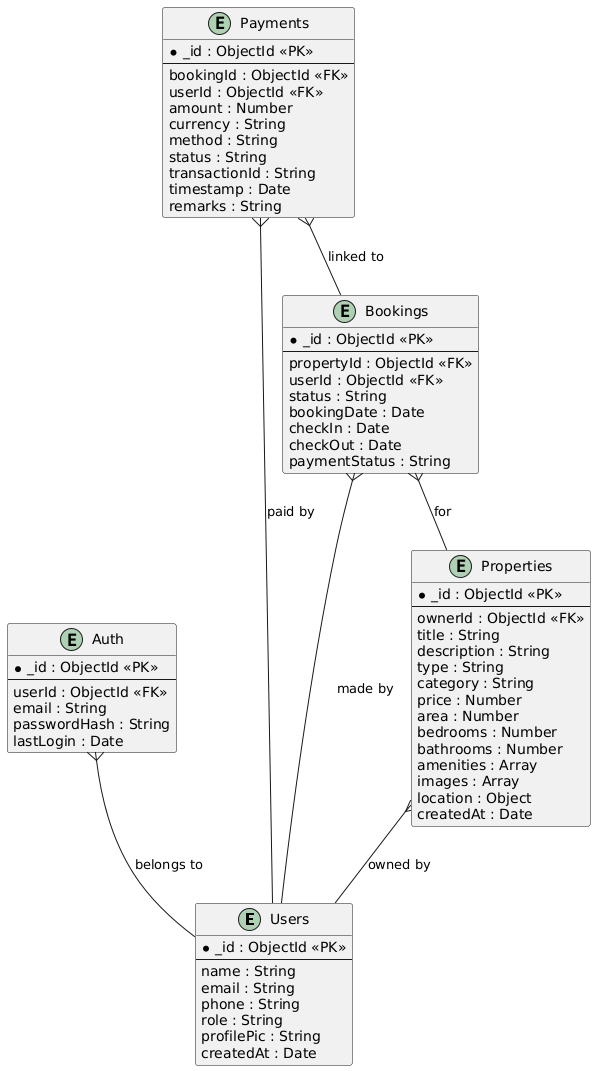 E Payments
_id : ObjectId «PK»
bookingId : ObjectId «FK»
userId : ObjectId «FK»
amount : Number
currency : String
method : String
status : String
transactionId : String
timestamp : Date
remarks : String
linked to
E Bookings
_id : ObjectId «PK»
propertyId : ObjectId «FK»
userId : ObjectId «FK»
status : String
bookingDate : Date
checkIn : Date
checkOut : Date
paymentStatus : String
paid by
for
E Properties
_id : ObjectId «PK»
ownerId : ObjectId «FK»
title : String
description : String
type : String
category : String
price : Number
area : Number
bedrooms : Number
bathrooms : Number
amenities : Array
images : Array
location : Object
createdAt : Date
E Auth
_id : ObjectId «PK»
userId : ObjectId «FK»
email : String
passwordHash : String
lastLogin : Date
made by
belongs to
owned by
E Users
_id : ObjectId «PK»
name : String
email : String
phone : String
role : String
profilePic : String
createdAt : Date